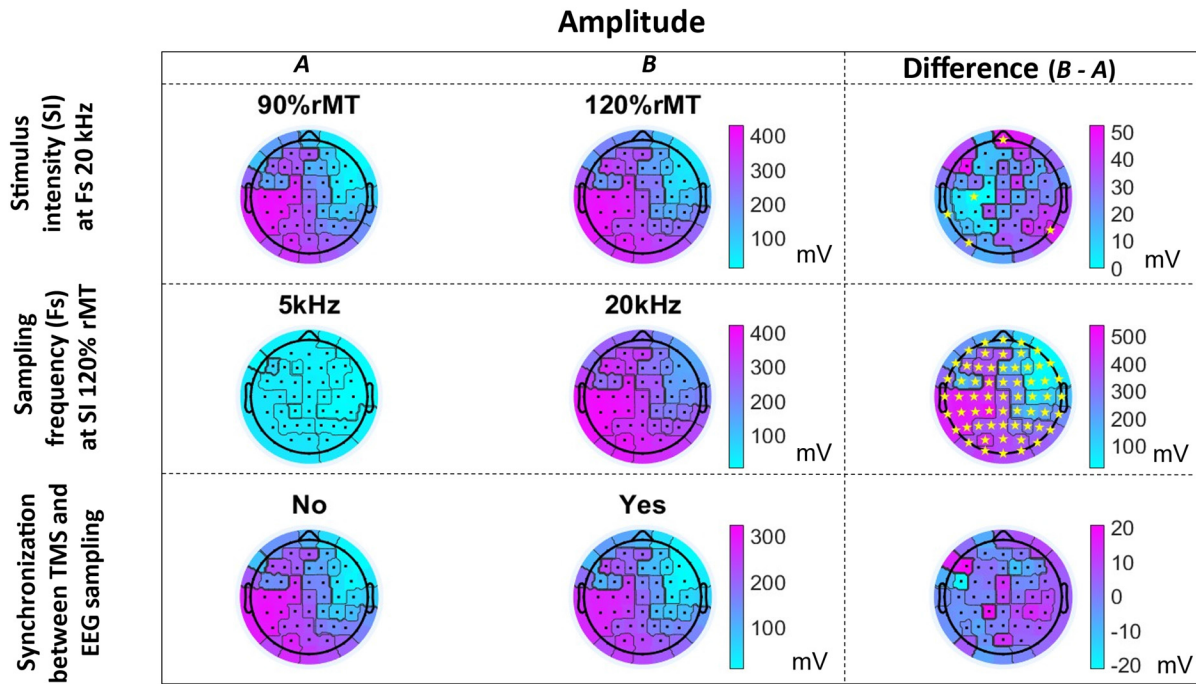 Amplitude
A
B
Difference (B - A)
Stimulus
intensity (SI)
at Fs 20 kHz
90%rMT
120%rMT
400
300
200
100
mV
50
40
30
20
10
0
mV
Sampling
frequency (Fs)
at SI 120% rMT
5kHz
20kHz
400
300
200
100
mV
500
400
300
200
100
mV
Synchronization
between TMS and
EEG sampling
No
Yes
300
200
100
mV
20
10
0
-10
-20
mV